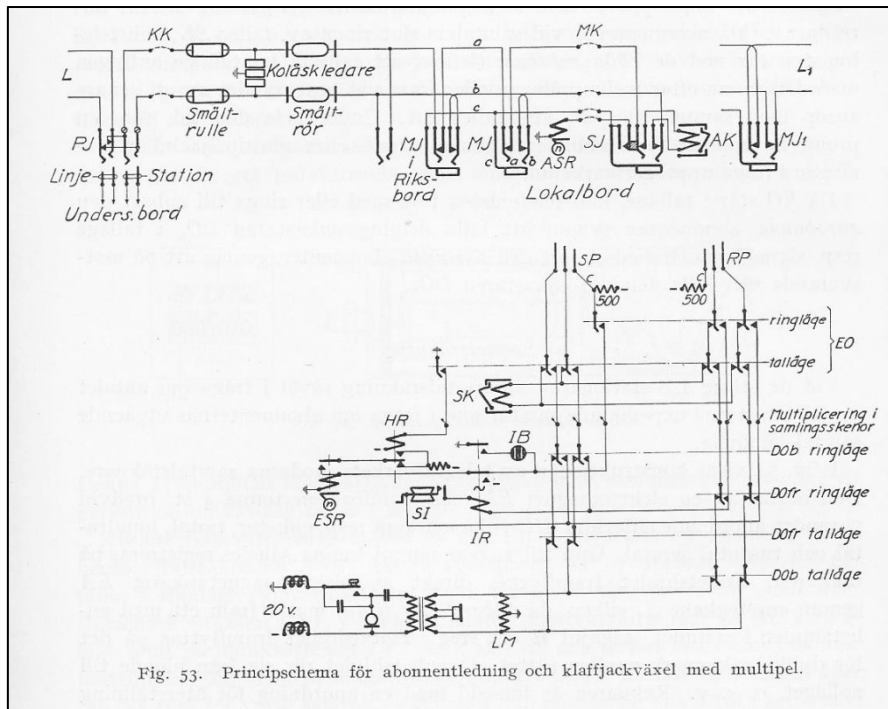 KK
a
MK
L
Kolåskledare
L1
c
Smält
rulle
Smält
rör
PJ
MJ
i
Riks-
bord
MJ
c
a
b
ASR
SJ
Lokalbord
AK
MJ1
Linje
Station
Unders. bord
SP
RP
c
500
c
500
ringläge
EO
talläge
SK
Multiplicering i
samlingsskenor
HR
IB
DOb ringläge
ESR
SI
IR
DOfr ringläge
DOfr talläge
DOb talläge
20 v.
LM
Fig. 53. Principschema för abonnentledning och klaffjackväxel med multipel.